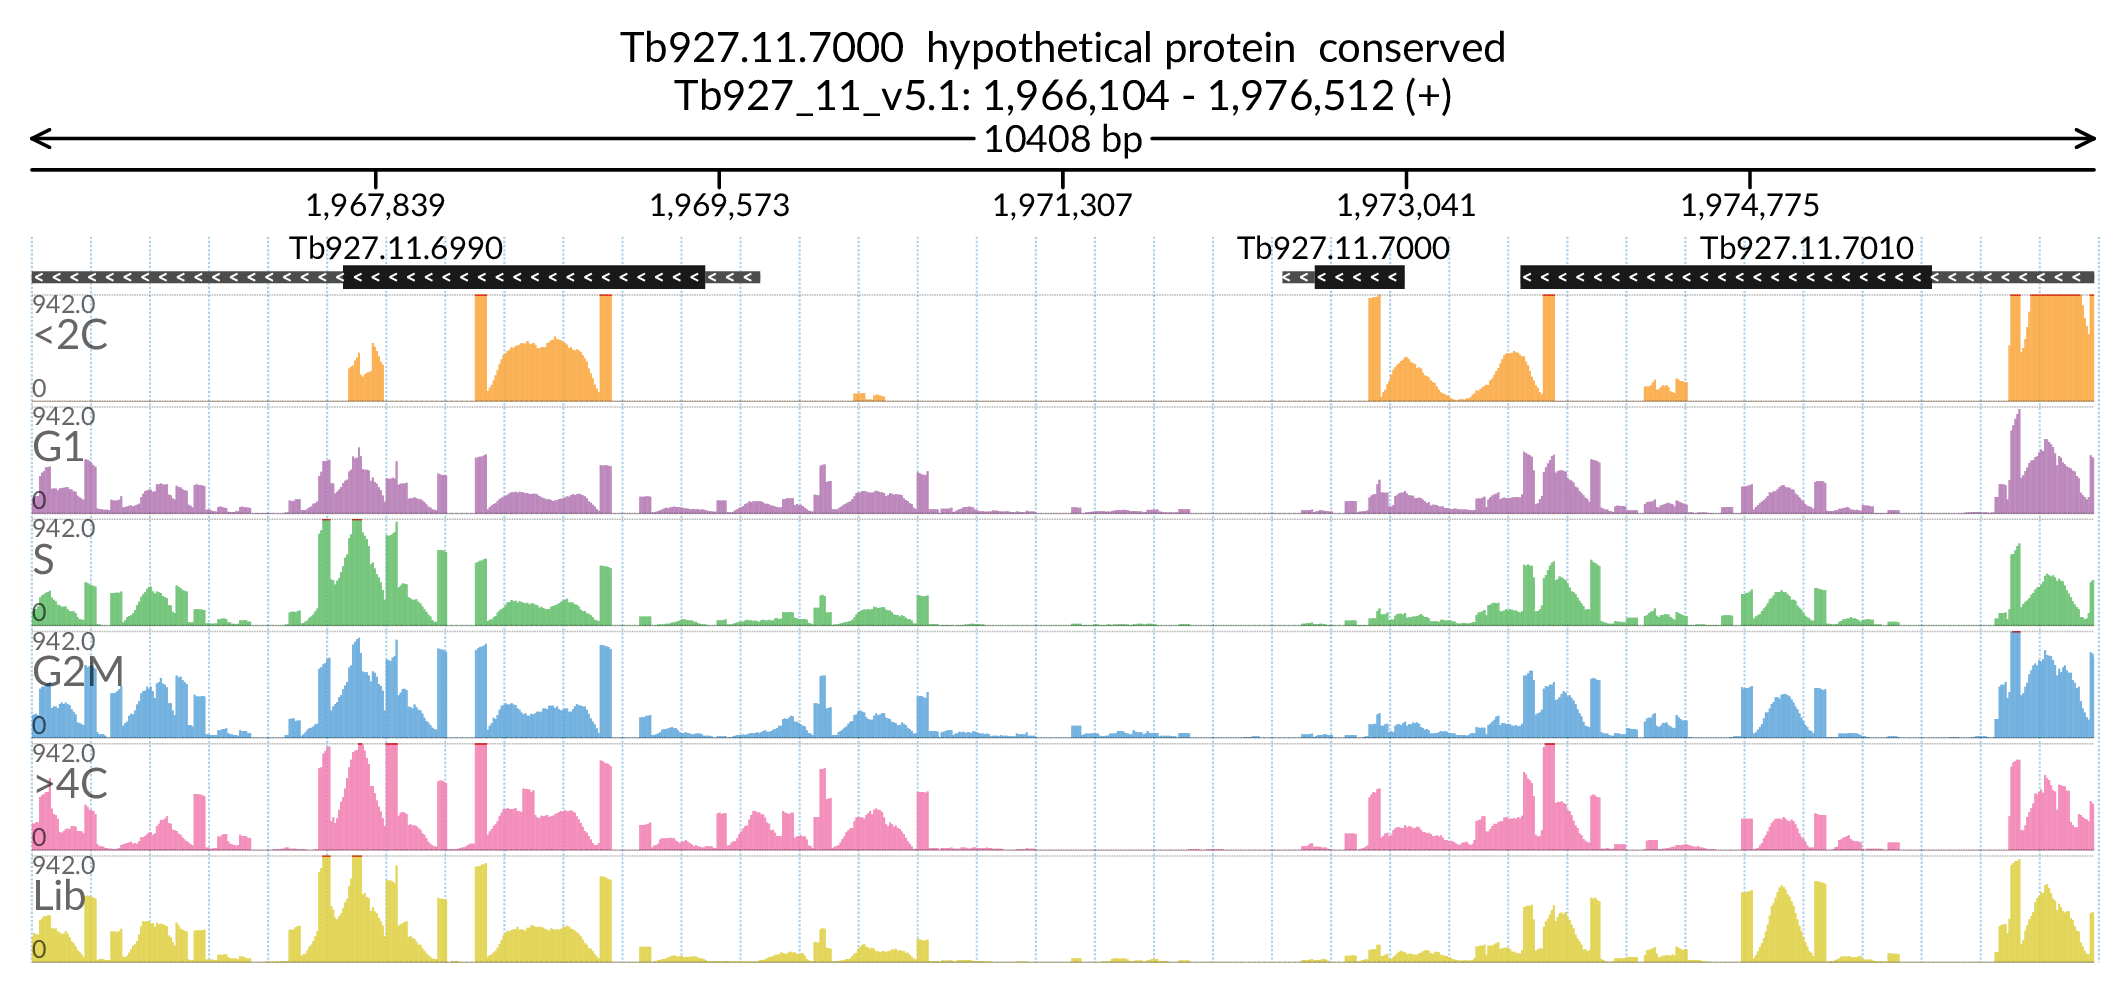 Tb927.11.7000  hypothetical protein  conserved
Tb927_11_v5.1: 1,966,104 - 1,976,512 (+)
10408 bp
1,967,839 1,969,573 1,971,307 1,973,041 1,974,775
Tb927.11.6990 Tb927.11.7000 Tb927.11.7010
942.0
<2C
0
942.0
G1
0
942.0
S
0
942.0
G2M
0
942.0
>4C
0
942.0
Lib
0